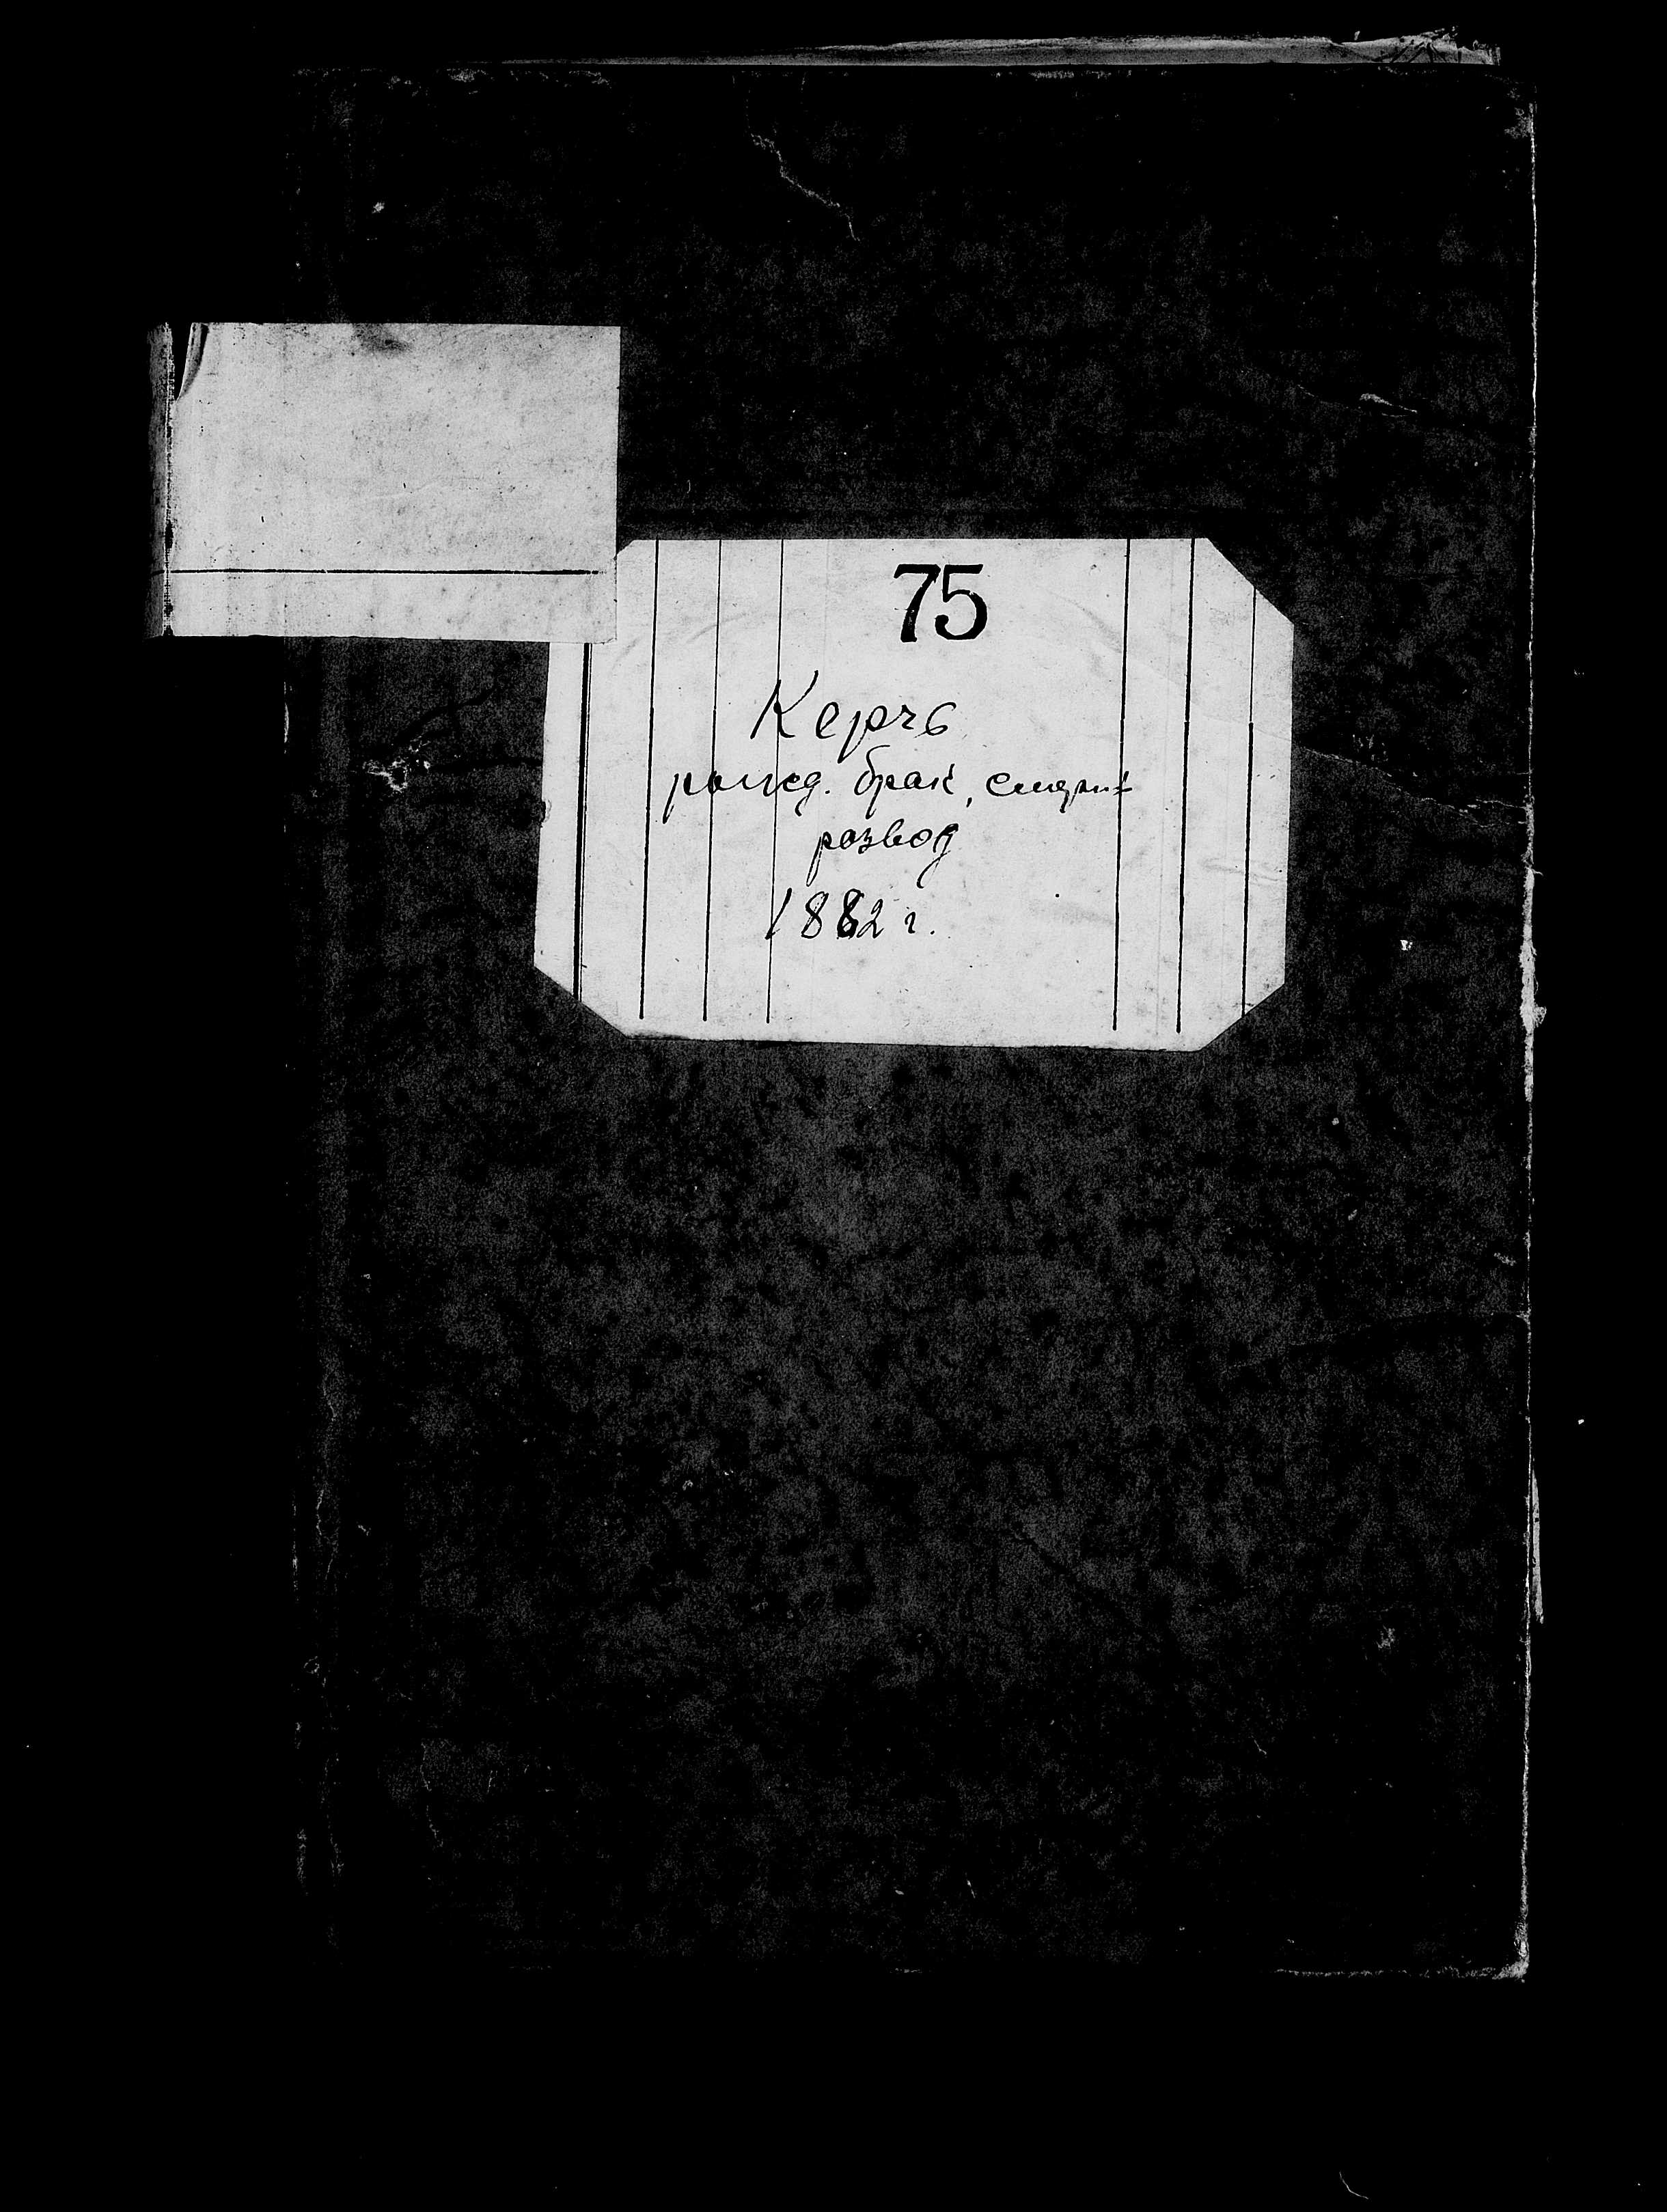 75
Керчь
рожд. брак, смерт
развод
1882 г.